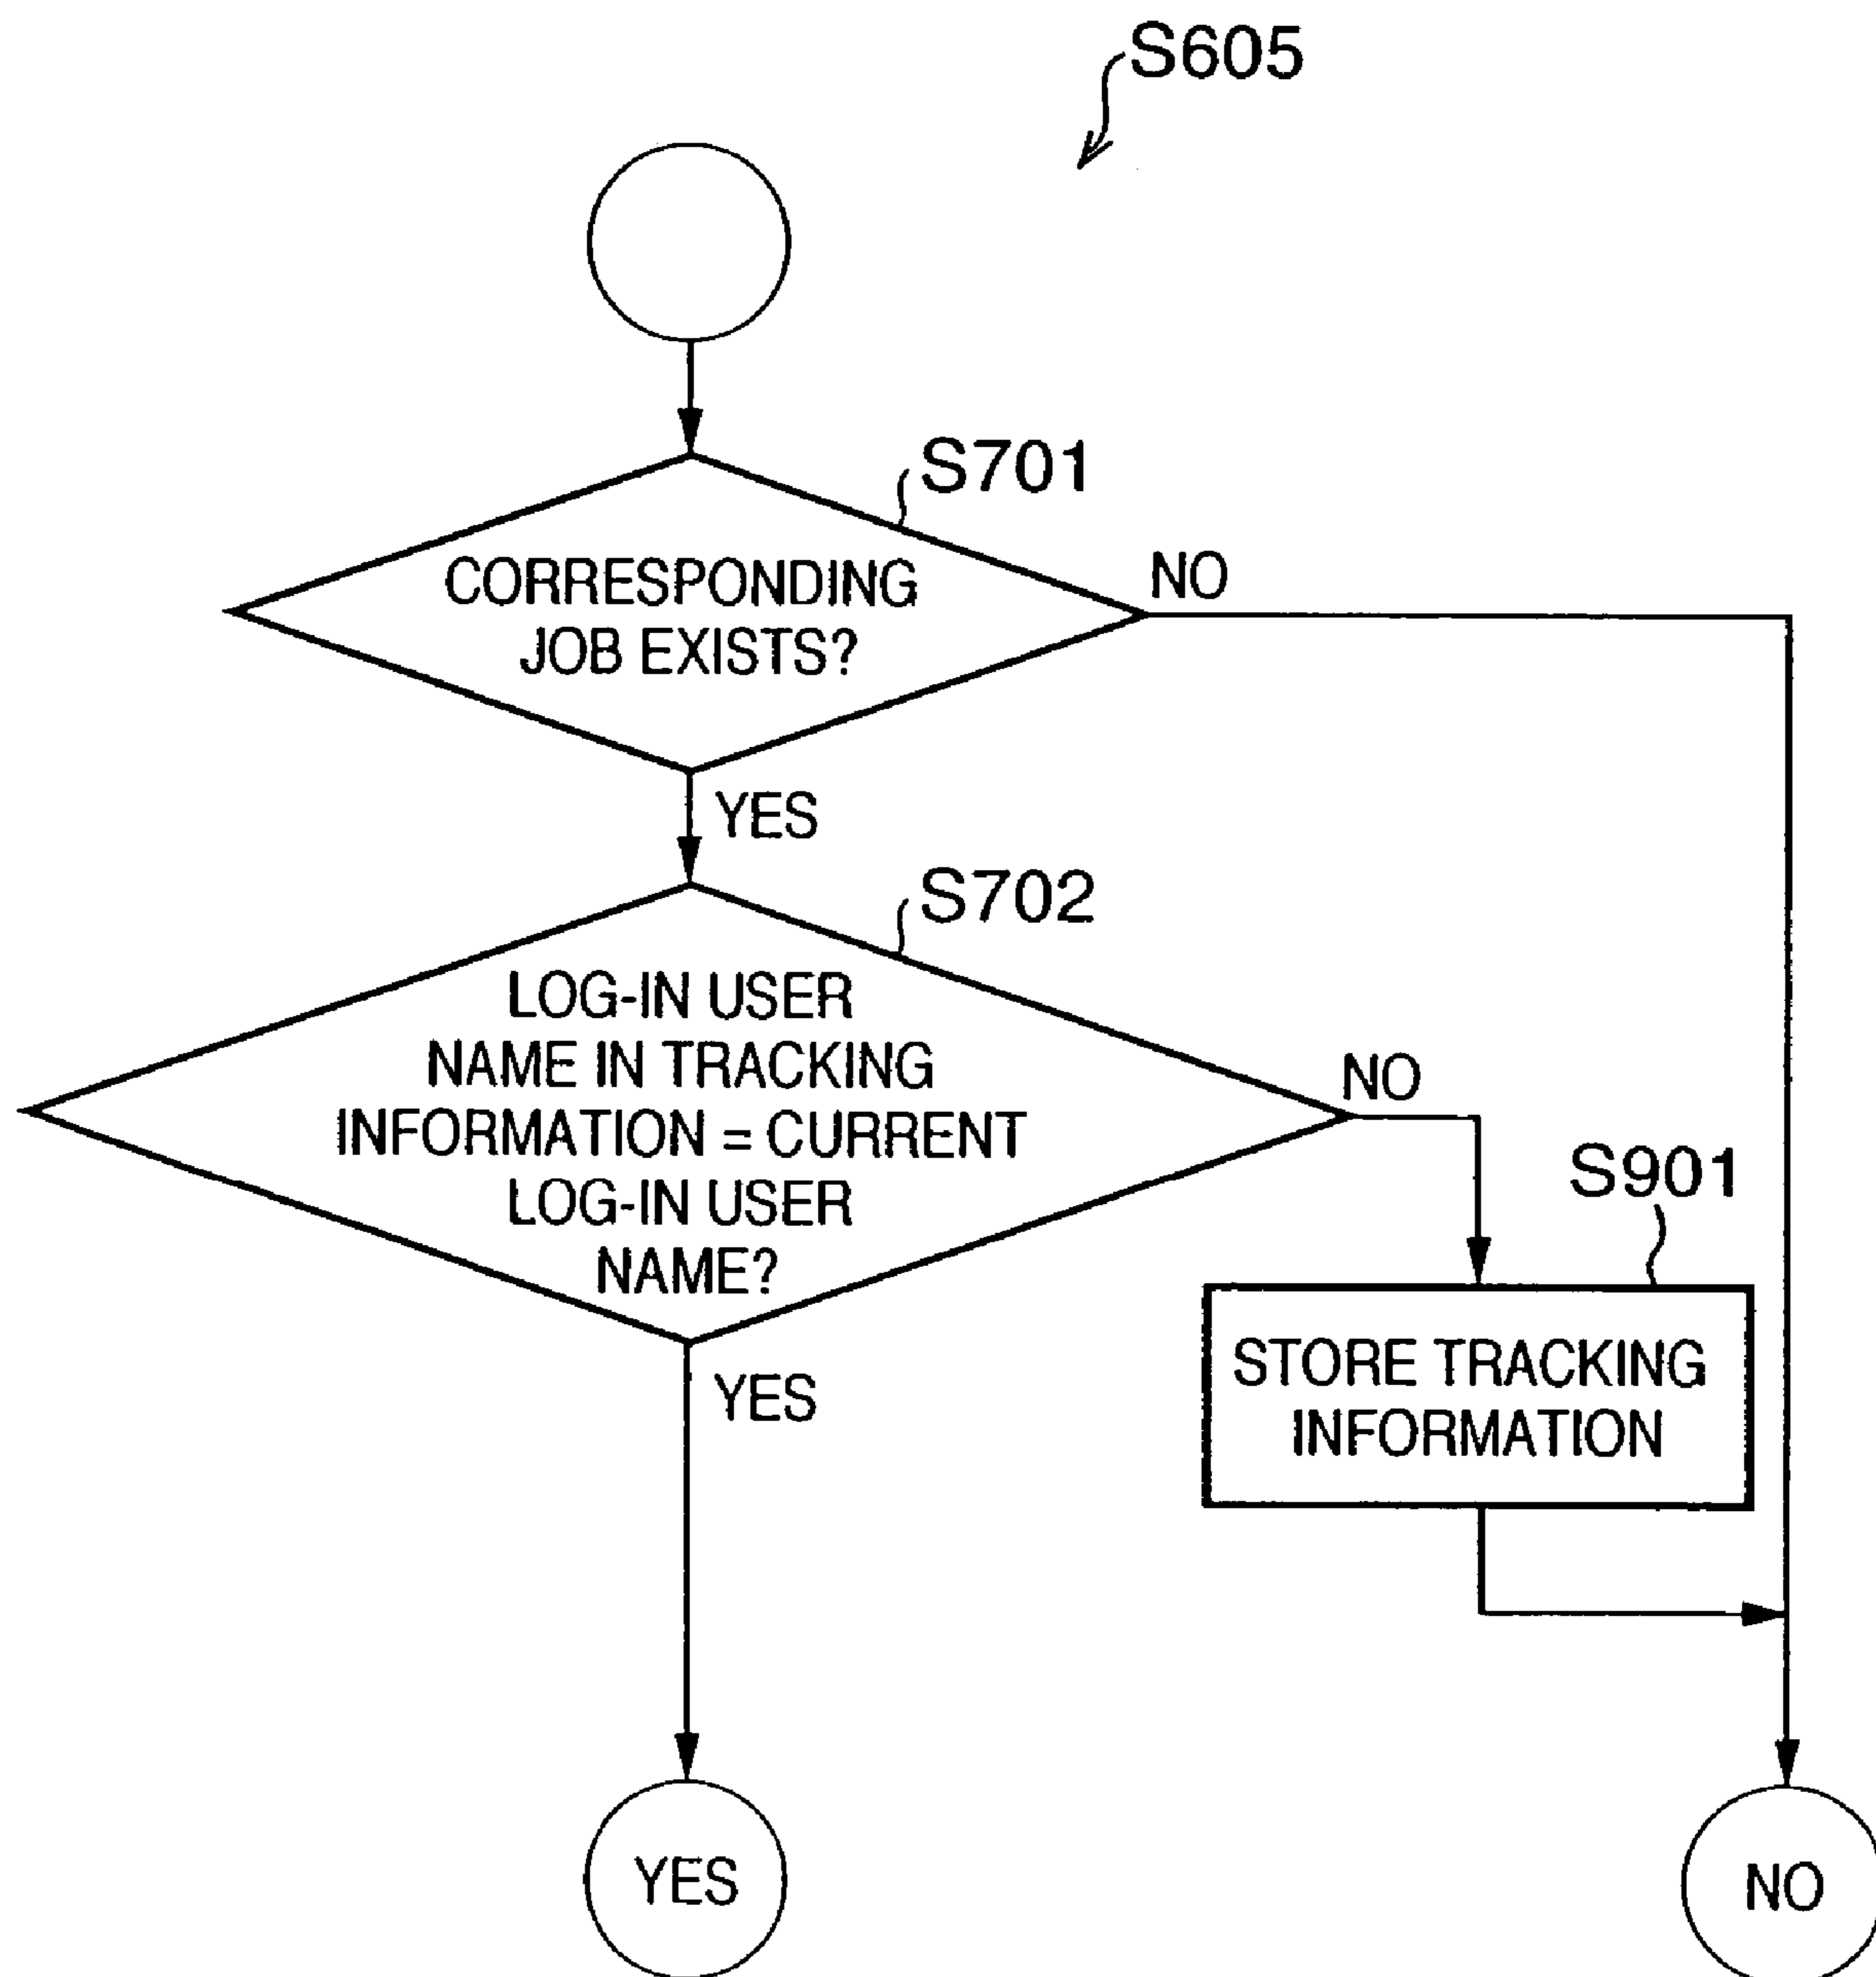 S605
S701
CORRESPONDING
JOB EXISTS?
NO
YES
S702
LOG-IN USER
NAME IN TRACKING
INFORMATION = CURRENT
LOG-IN USER
NAME?
NO
S901
STORE TRACKING
INFORMATION
YES
YES
NO